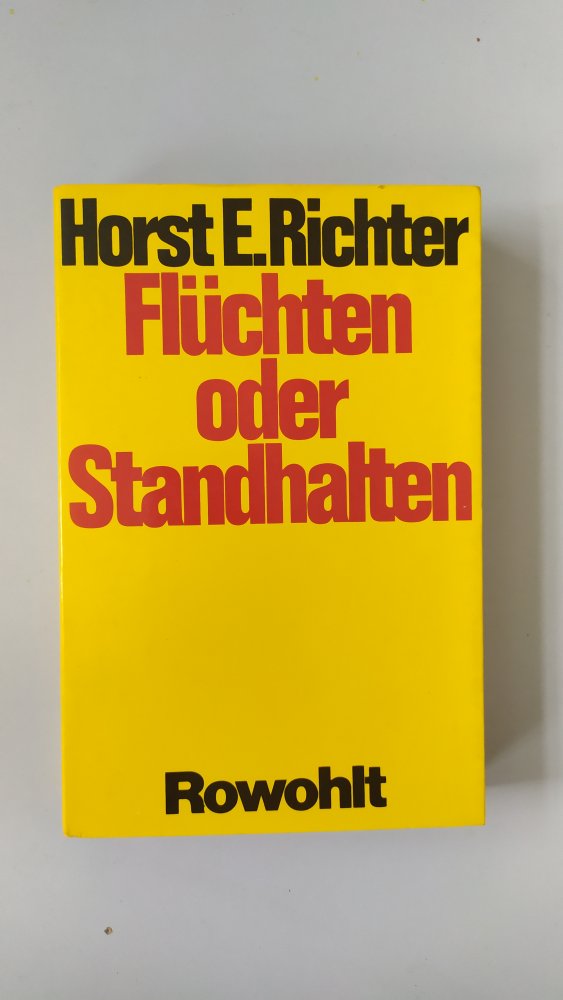 Horst E. Richter
Flüchten
oder
Standhalten
Rowohlt